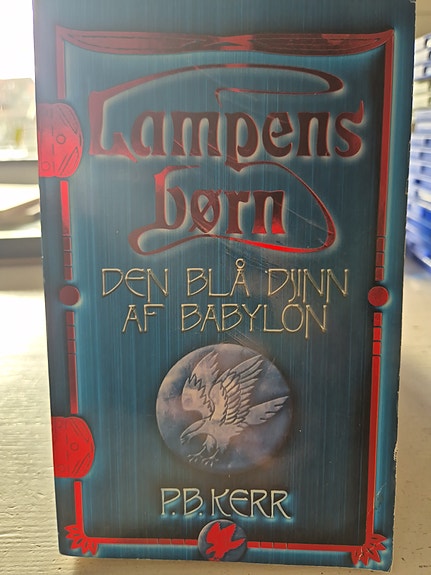 Lampens
børn
DEN BLÅ DJINN
AF BABYLON
P.B. KERR